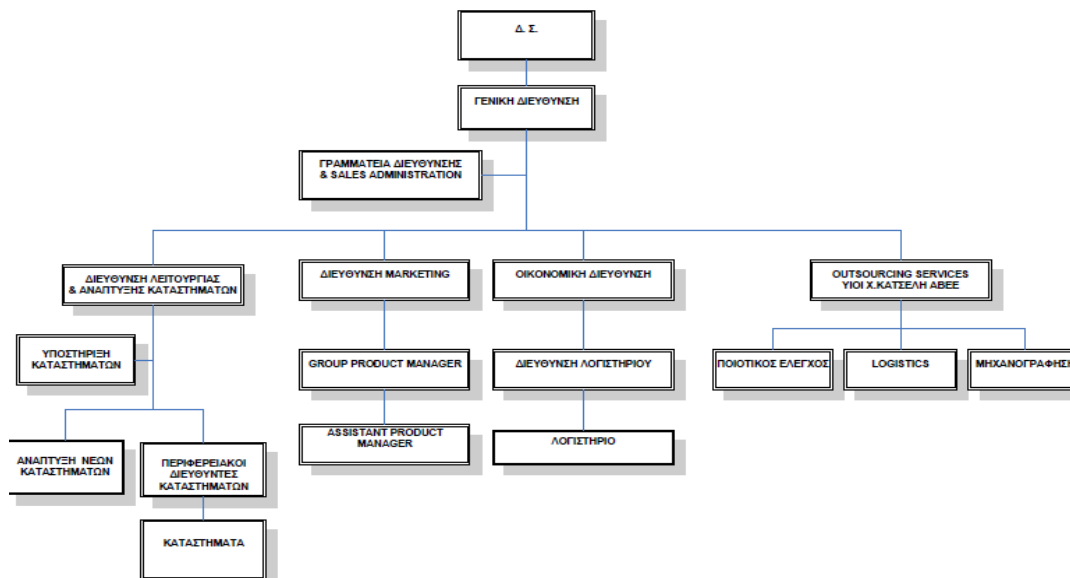 Δ. Σ.
ΓΕΝΙΚΗ ΔΙΕΥΘΥΝΣΗ
ΓΡΑΜΜΑΤΕΙΑ ΔΙΕΥΘΥΝΣΗΣ
& SALES ADMINISTRATION
ΔΙΕΥΘΥΝΣΗ ΛΕΙΤΟΥΡΓΙΑΣ
& ΑΝΑΠΤΥΞΗΣ ΚΑΤΑΣΤΗΜΑΤΩΝ
ΔΙΕΥΘΥΝΣΗ MARKETING
ΟΙΚΟΝΟΜΙΚΗ ΔΙΕΥΘΥΝΣΗ
OUTSOURCING SERVICES
ΥΙΟΙ Χ.ΚΑΤΣΕΛΗ ΑΒΕΕ
ΥΠΟΣΤΗΡΙΞΗ
ΚΑΤΑΣΤΗΜΑΤΩΝ
GROUP PRODUCT MANAGER
ΔΙΕΥΘΥΝΣΗ ΛΟΓΙΣΤΗΡΙΟΥ
ΠΟΙΟΤΙΚΟΣ ΕΛΕΓΧΟΣ
LOGISTICS
ΜΗΧΑΝΟΓΡΑΦΗΣΗ
ΑΝΑΠΤΥΞΗ ΝΕΩΝ
ΚΑΤΑΣΤΗΜΑΤΩΝ
ΠΕΡΙΦΕΡΕΙΑΚΟΙ
ΔΙΕΥΘΥΝΤΕΣ
ΚΑΤΑΣΤΗΜΑΤΩΝ
ASSISTANT PRODUCT
MANAGER
ΛΟΓΙΣΤΗΡΙΟ
ΚΑΤΑΣΤΗΜΑΤΑ